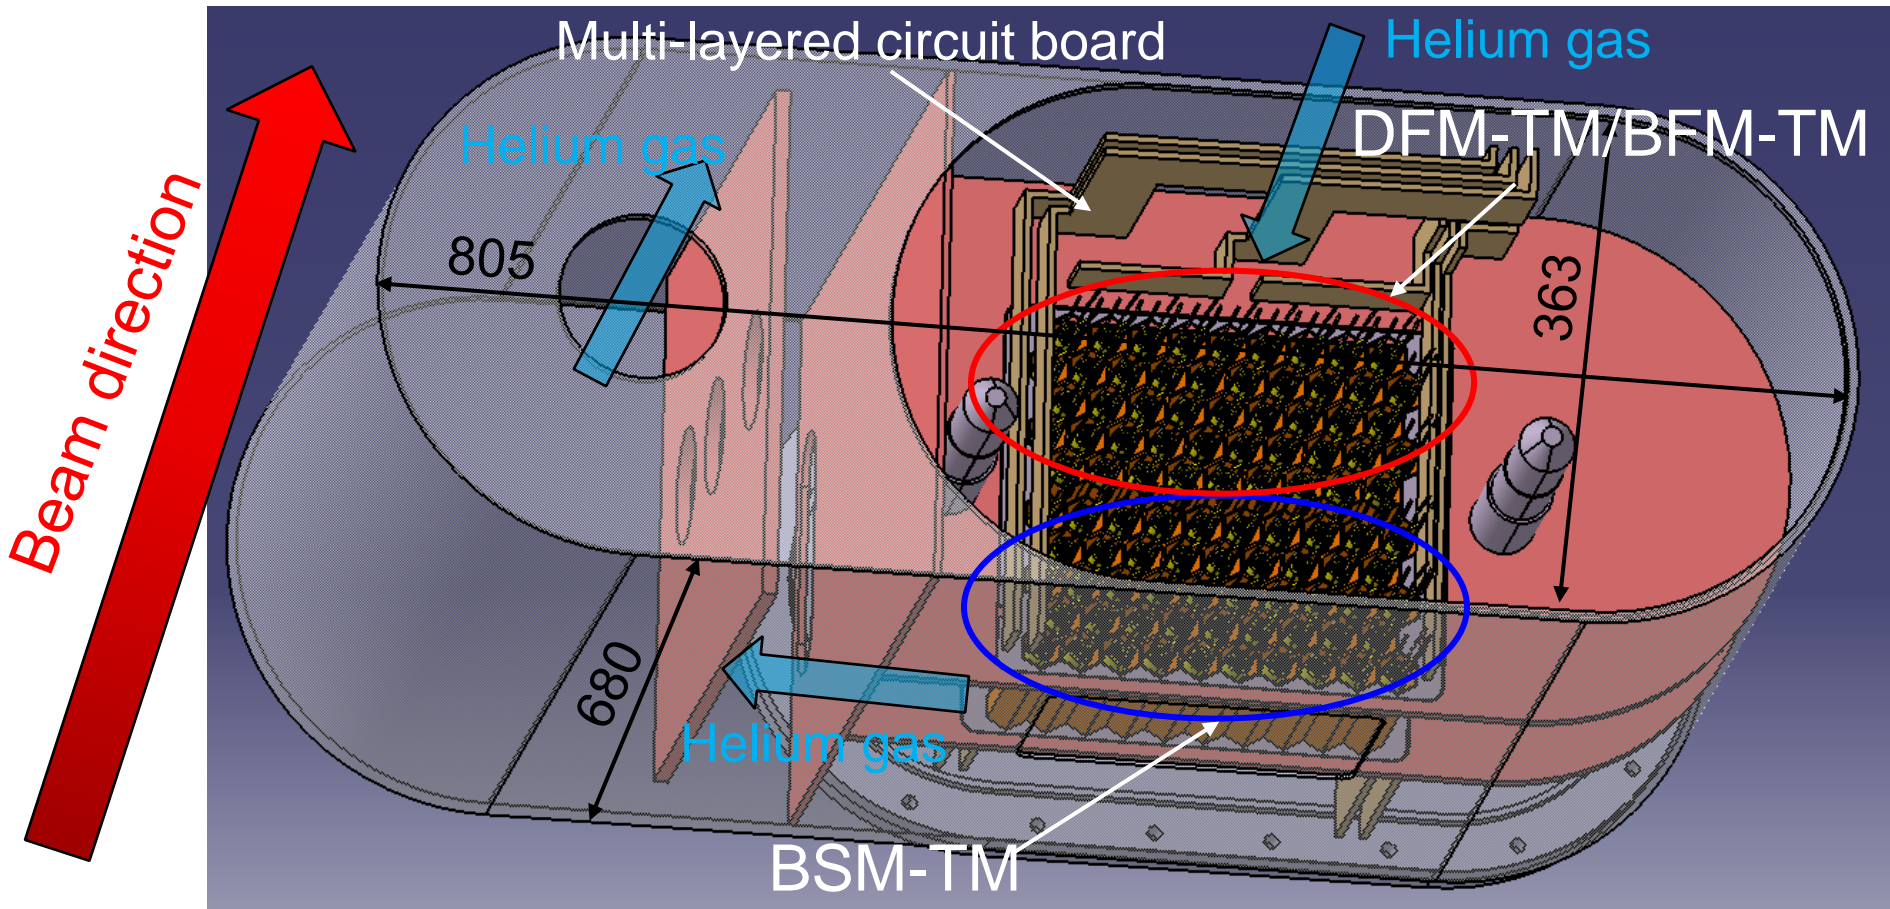 Multi-layered circuit board
Helium gas
DFM-TM/BFM-TM
Helium gas
Beam direction
805
363
680
Helium gas
BSM-TM